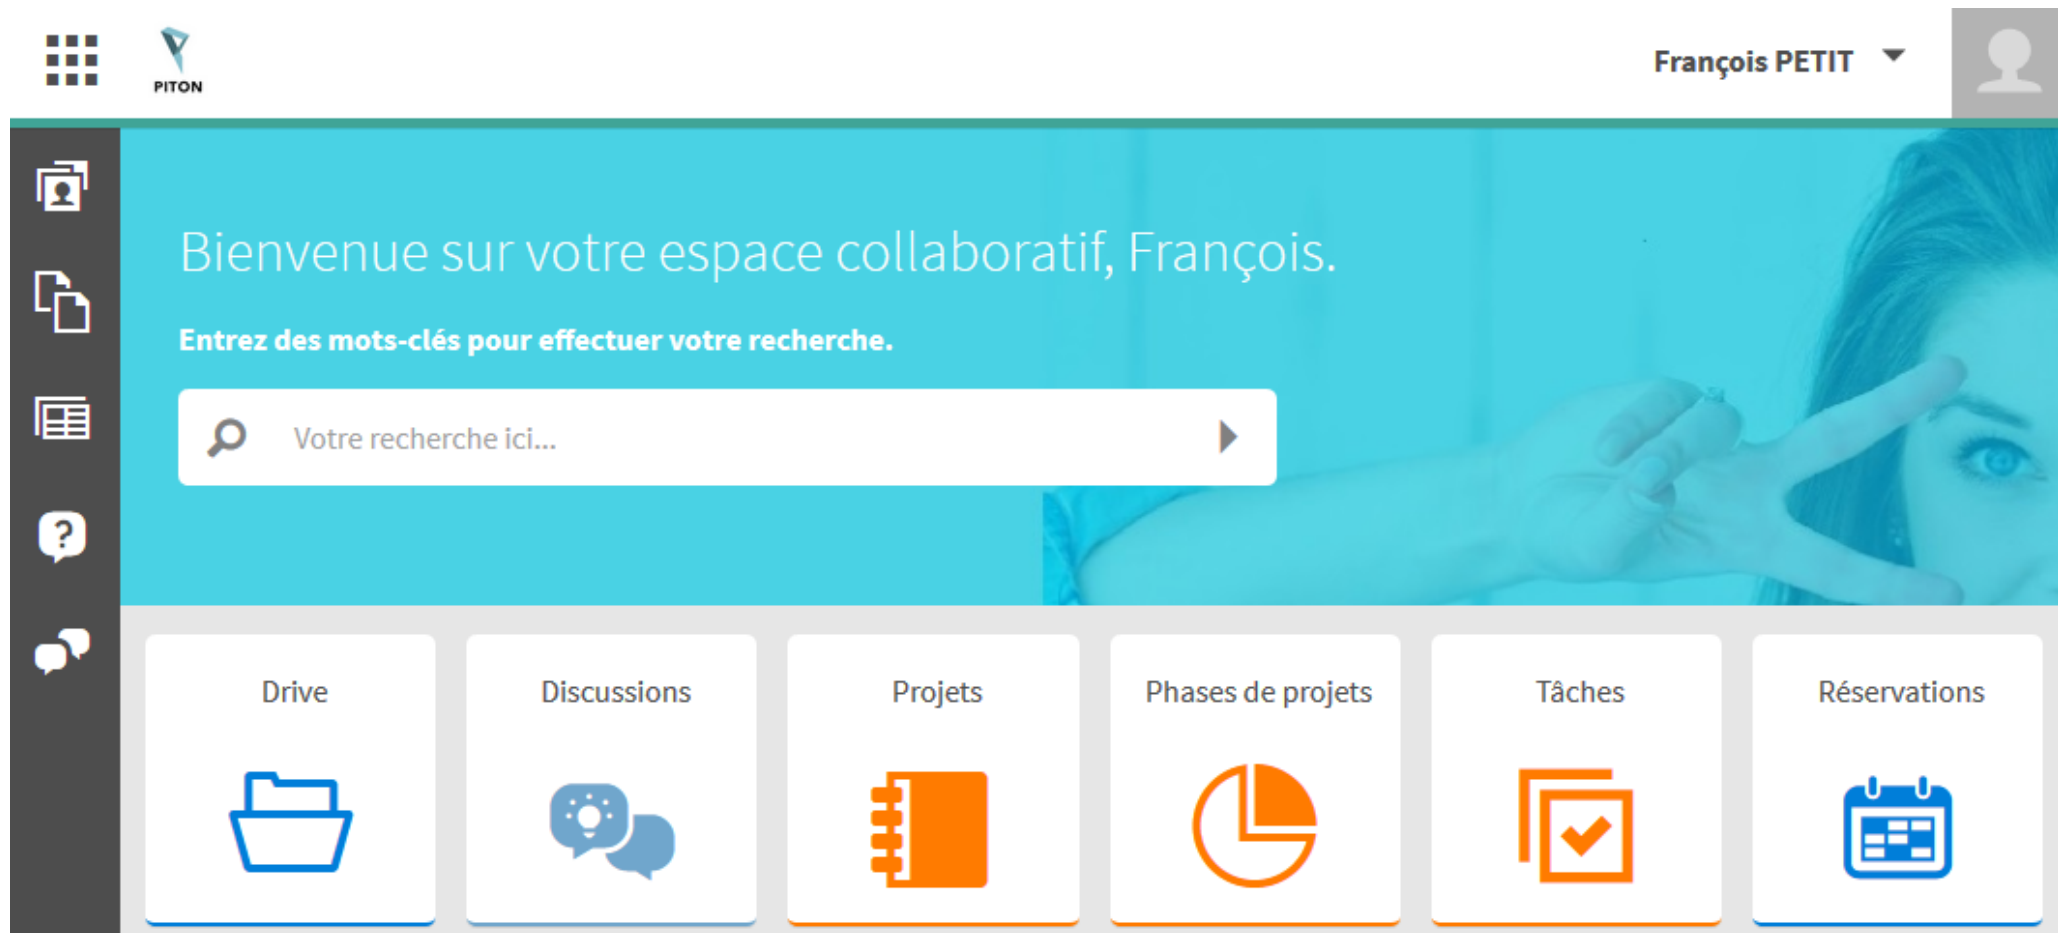 PITON
François PETIT
Bienvenue sur votre espace collaboratif, François.
Entrez des mots-clés pour effectuer votre recherche.
Votre recherche ici...
Drive
Discussions
Projets
Phases de projets
Tâches
Réservations